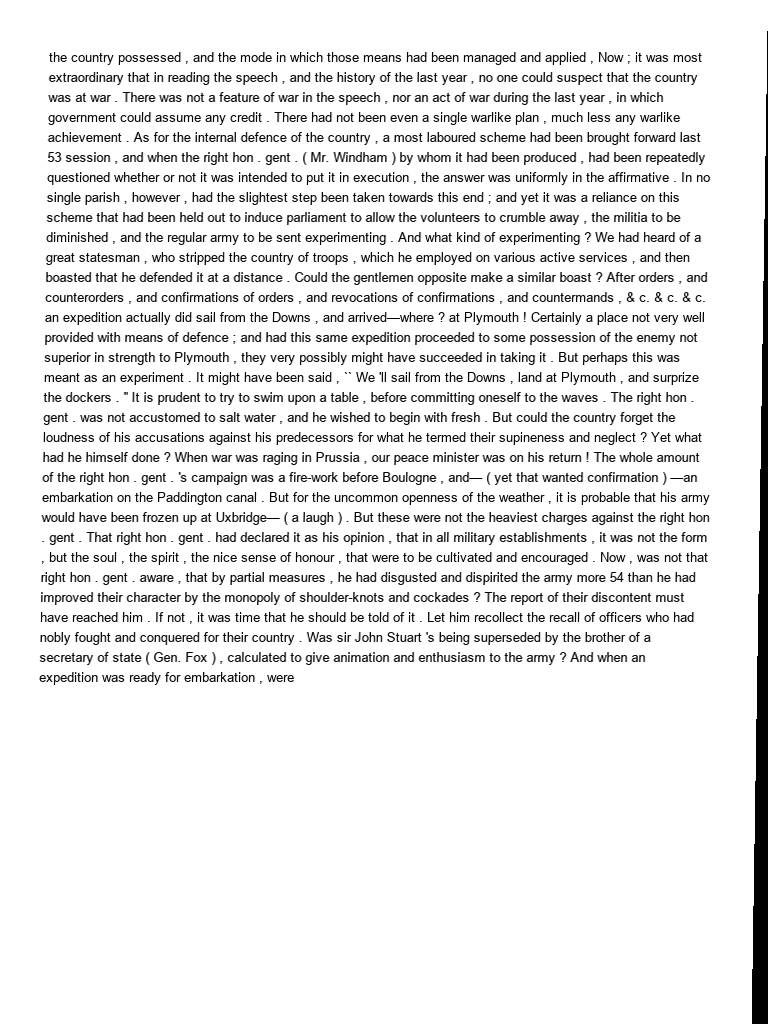 the country possessed , and the mode in which those means had been managed and applied , Now ; it was most
extraordinary that in reading the speech , and the history of the last year , no one could suspect that the country
was at war . There was not a feature of war in the speech , nor an act of war during the last year , in which
government could assume any credit . There had not been even a single warlike plan , much less any warlike
achievement . As for the internal defence of the country , a most laboured scheme had been brought forward last
53 session , and when the right hon . gent . ( Mr. Windham ) by whom it had been produced , had been repeatedly
questioned whether or not it was intended to put it in execution , the answer was uniformly in the affirmative . In no
single parish , however , had the slightest step been taken towards this end ; and yet it was a reliance on this
scheme that had been held out to induce parliament to allow the volunteers to crumble away , the militia to be
diminished , and the regular army to be sent experimenting . And what kind of experimenting ? We had heard of a
great statesman , who stripped the country of troops , which he employed on various active services , and then
boasted that he defended it at a distance . Could the gentlemen opposite make a similar boast ? After orders , and
counterorders , and confirmations of orders , and revocations of confirmations , and countermands , & c. & c. & c.
an expedition actually did sail from the Downs , and arrived—where ? at Plymouth ! Certainly a place not very well
provided with means of defence ; and had this same expedition proceeded to some possession of the enemy not
superior in strength to Plymouth , they very possibly might have succeeded in taking it . But perhaps this was
meant as an experiment . It might have been said , `` We 'll sail from the Downs , land at Plymouth , and surprize
the dockers . " It is prudent to try to swim upon a table , before committing oneself to the waves . The right hon .
gent . was not accustomed to salt water , and he wished to begin with fresh . But could the country forget the
loudness of his accusations against his predecessors for what he termed their supineness and neglect ? Yet what
had he himself done ? When war was raging in Prussia , our peace minister was on his return ! The whole amount
of the right hon . gent . 's campaign was a fire-work before Boulogne , and— ( yet that wanted confirmation ) —an
embarkation on the Paddington canal . But for the uncommon openness of the weather , it is probable that his army
would have been frozen up at Uxbridge— ( a laugh ) . But these were not the heaviest charges against the right hon
. gent . That right hon . gent . had declared it as his opinion , that in all military establishments , it was not the form
, but the soul , the spirit , the nice sense of honour , that were to be cultivated and encouraged . Now , was not that
right hon . gent . aware , that by partial measures , he had disgusted and dispirited the army more 54 than he had
improved their character by the monopoly of shoulder-knots and cockades ? The report of their discontent must
have reached him . If not , it was time that he should be told of it . Let him recollect the recall of officers who had
nobly fought and conquered for their country . Was sir John Stuart 's being superseded by the brother of a
secretary of state ( Gen. Fox ) , calculated to give animation and enthusiasm to the army ? And when an
expedition was ready for embarkation , were